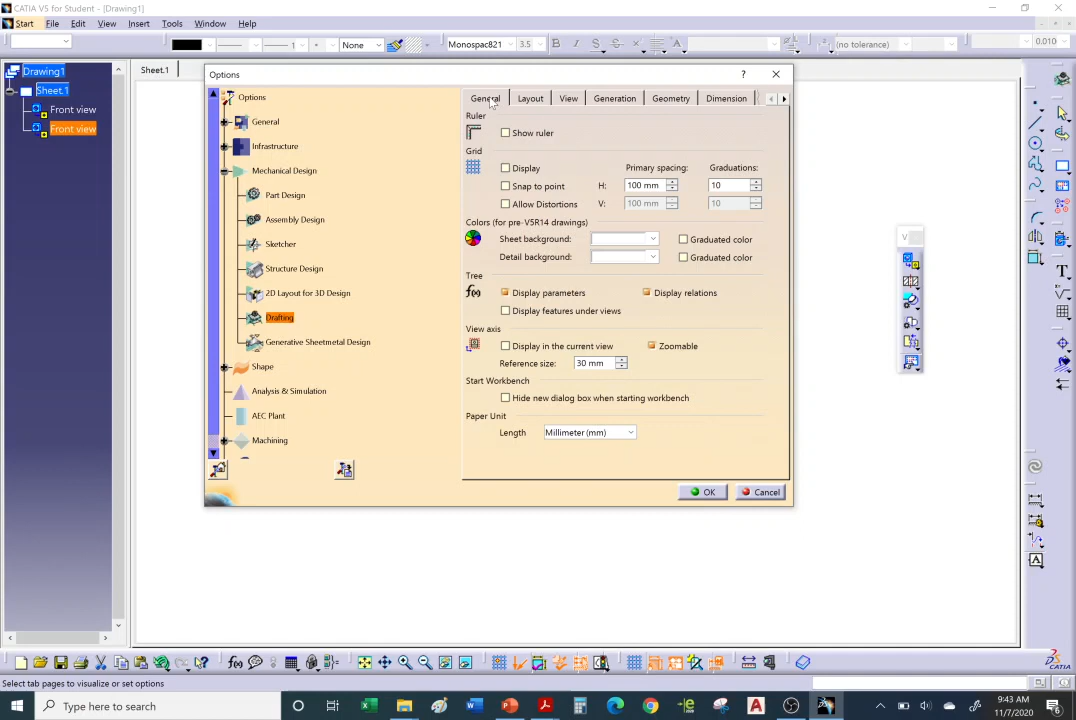 CATIA V5 for Student - [Drawing1]
Start File Edit View Insert Tools Window Help
1 None Monospac821 3.5 B I S (no tolerance) 0.010
Drawing1
Sheet.1
Front view
Front view
Sheet.1
Options
Options
General
Infrastructure
Mechanical Design
Part Design
Assembly Design
Sketcher
Structure Design
2D Layout for 3D Design
Drafting
Generative Sheetmetal Design
Shape
Analysis & Simulation
AEC Plant
Machining
General Layout View Generation Geometry Dimension
Ruler
Show ruler
Grid
Display Primary spacing: Graduations:
Snap to point H: 100 mm 10
Allow Distortions V: 100 mm 10
Colors (for pre-V5R14 drawings)
Sheet background: Graduated color
Detail background: Graduated color
Tree
f(x) Display parameters Display relations
Display features under views
View axis
Display in the current view Zoomable
Reference size: 30 mm
Start Workbench
Hide new dialog box when starting workbench
Paper Unit
Length Millimeter (mm)
OK Cancel
V
Select tab pages to visualize or set options
Type here to search
9:43 AM
11/7/2020